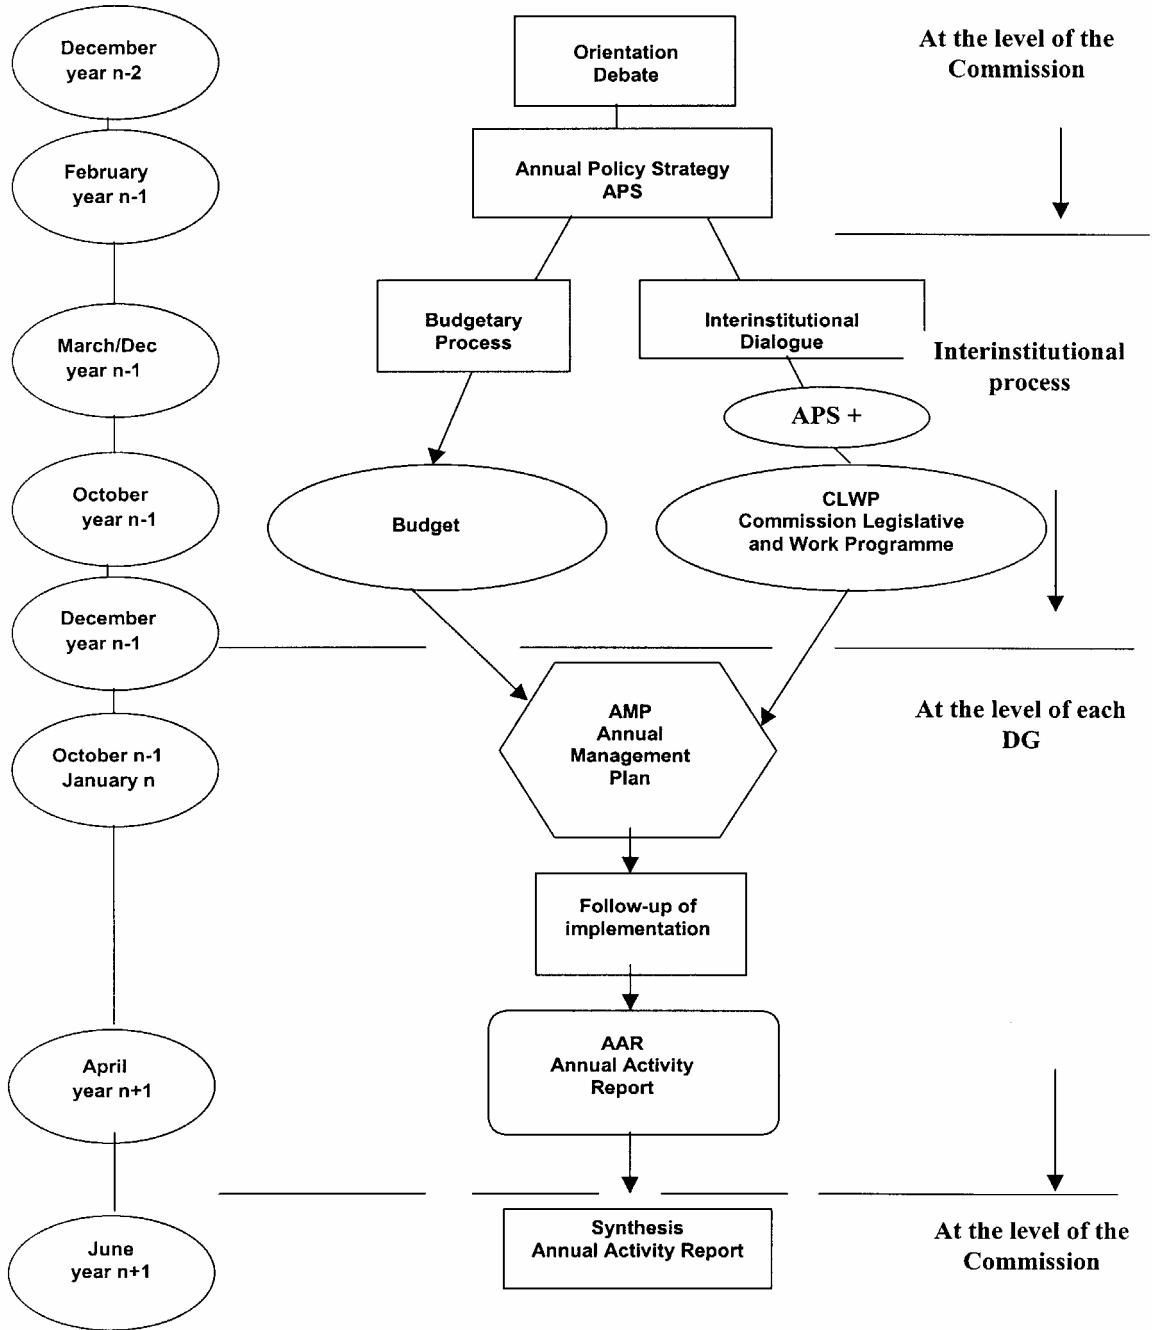 December
year n-2
Orientation
Debate
At the level of the
Commission
February
year n-1
Annual Policy Strategy
APS
March/Dec
year n-1
Budgetary
Process
Interinstitutional
Dialogue
Interinstitutional
process
APS +
October
year n-1
Budget
CLWP
Commission Legislative
and Work Programme
December
year n-1
October n-1
January n
AMP
Annual
Management
Plan
At the level of each
DG
Follow-up of
implementation
April
year n+1
AAR
Annual Activity
Report
June
year n+1
Synthesis
Annual Activity Report
At the level of the
Commission